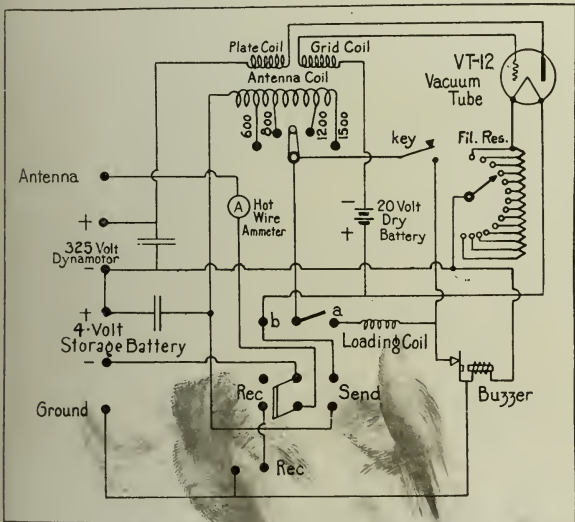 Plate Coil
Grid Coil
Antenna Coil
VT-12
Vacuum
Tube
600
800
1200
1500
key
Fil. Res.
Antenna
A
Hot
Wire
Ammeter
-
20 Volt
Dry
Battery
+
+
325 Volt
Dynamotor
-
+
4-Volt
Storage Battery
-
b
a
Loading Coil
Rec
Send
Buzzer
Ground
Rec